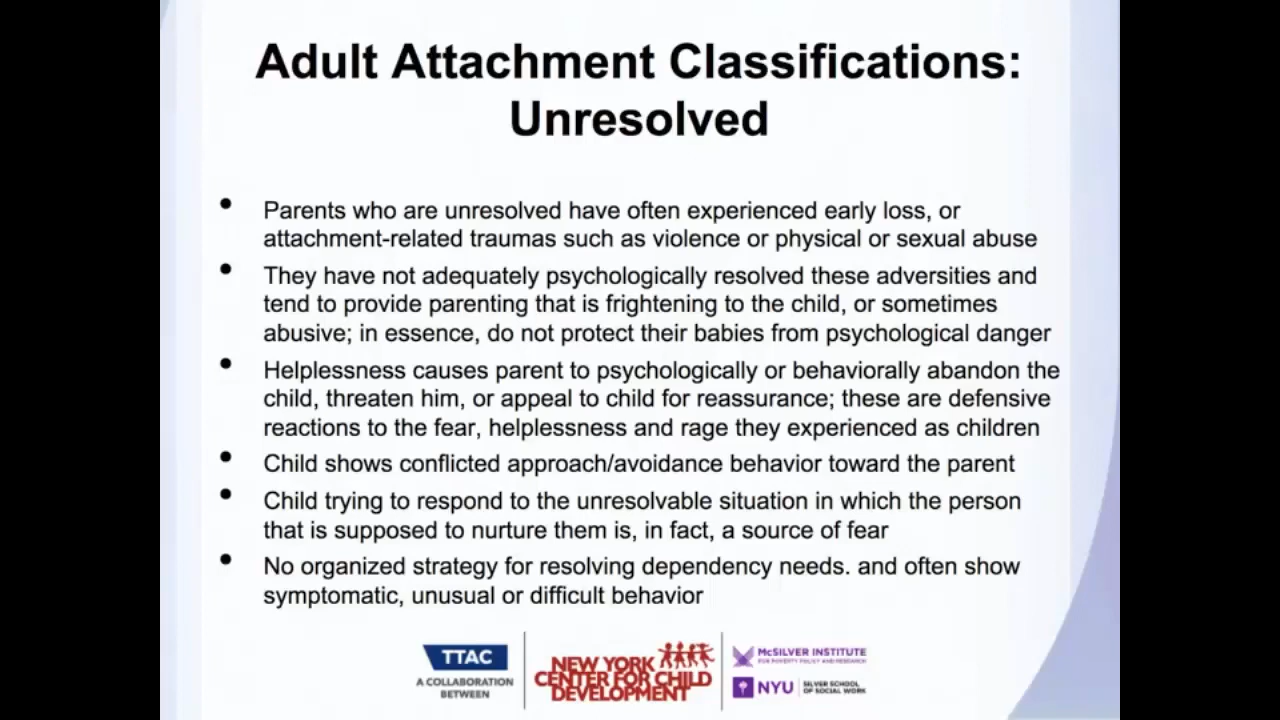 Adult Attachment Classifications:
Unresolved
• Parents who are unresolved have often experienced early loss, or
attachment-related traumas such as violence or physical or sexual abuse
• They have not adequately psychologically resolved these adversities and
tend to provide parenting that is frightening to the child, or sometimes
abusive; in essence, do not protect their babies from psychological danger
• Helplessness causes parent to psychologically or behaviorally abandon the
child, threaten him, or appeal to child for reassurance; these are defensive
reactions to the fear, helplessness and rage they experienced as children
• Child shows conflicted approach/avoidance behavior toward the parent
• Child trying to respond to the unresolvable situation in which the person
that is supposed to nurture them is, in fact, a source of fear
• No organized strategy for resolving dependency needs. and often show
symptomatic, unusual or difficult behavior
TTAC
A COLLABORATION
BETWEEN
NEW YORK
CENTER FOR CHILD
DEVELOPMENT
McSILVER INSTITUTE
FOR POVERTY POLICY AND RESEARCH
NYU
SILVER SCHOOL
OF SOCIAL WORK